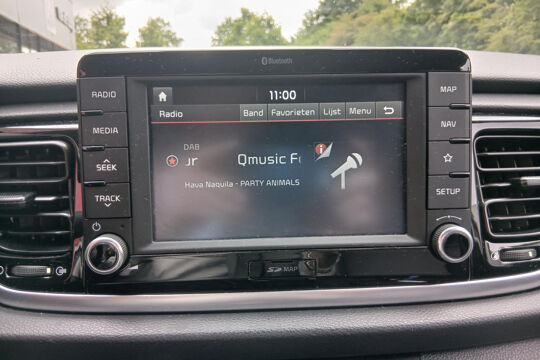 Bluetooth
RADIO
MEDIA
SEEK
TRACK
11:00
Radio Band Favorieten Lijst Menu
DAB
ur Qmusic F
Hava Naquila - PARTY ANIMALS
MAP
NAV
SETUP
SD MAP